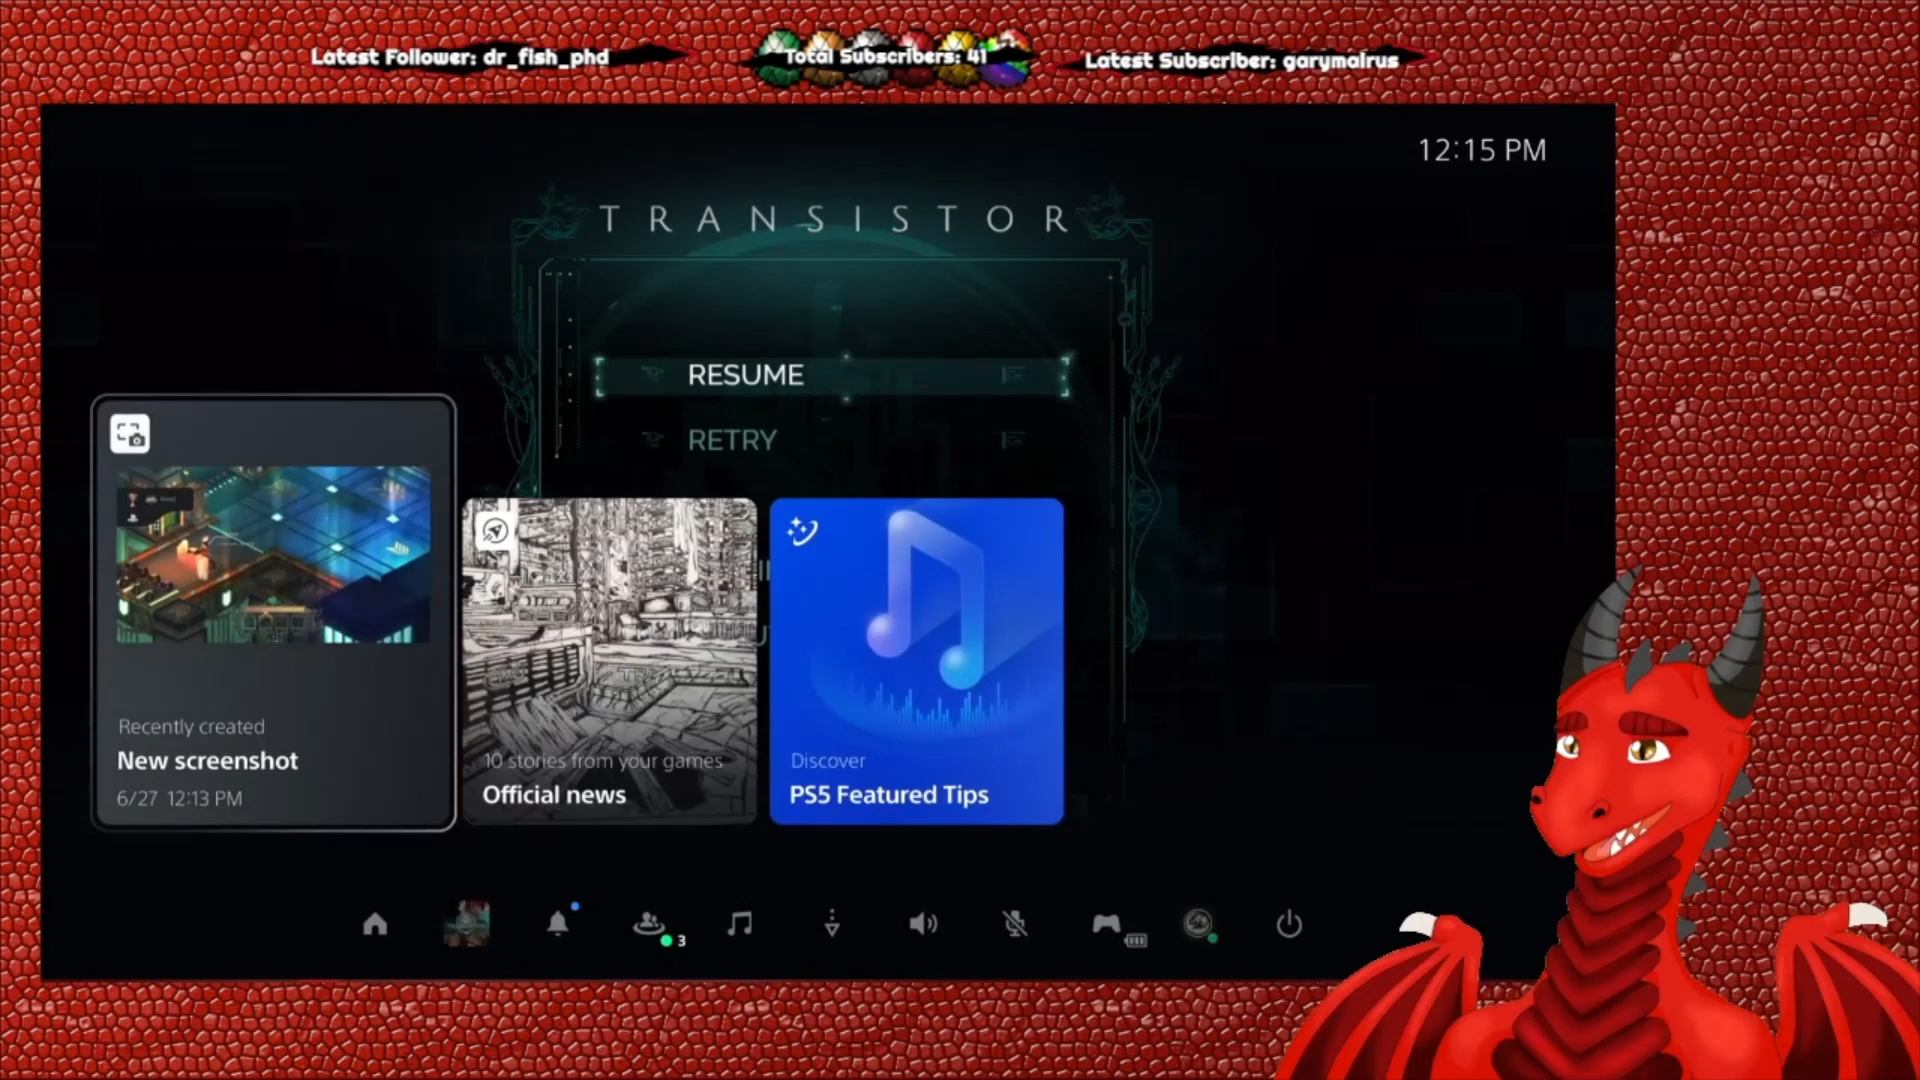 Latest Follower: dr_fish_phd
Total Subscribers: 41
Latest Subscriber: garymairus
12:15 PM
TRANSISTOR
RESUME
RETRY
Recently created
New screenshot
6/27 12:13 PM
10 stories from your games
Official news
Discover
PS5 Featured Tips
3